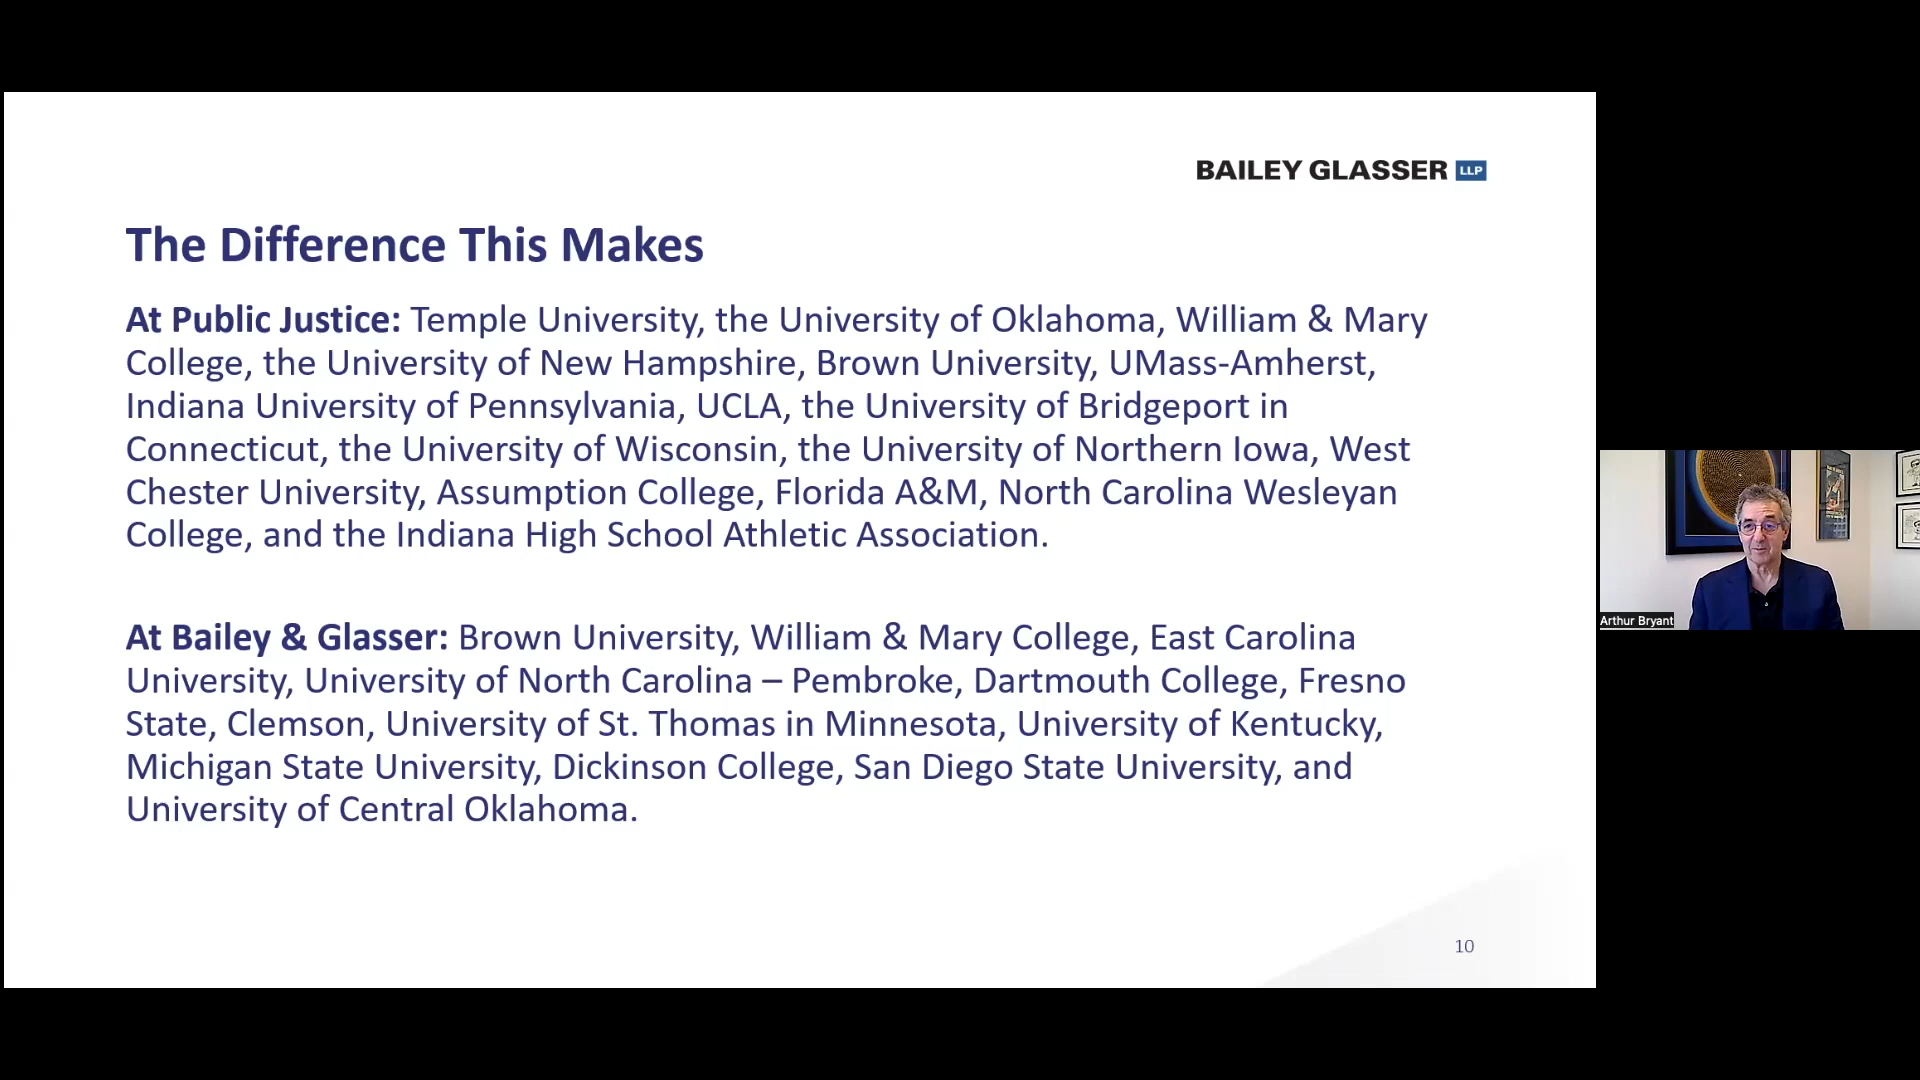 BAILEY GLASSER LLP
The Difference This Makes
At Public Justice: Temple University, the University of Oklahoma, William & Mary
College, the University of New Hampshire, Brown University, UMass-Amherst,
Indiana University of Pennsylvania, UCLA, the University of Bridgeport in
Connecticut, the University of Wisconsin, the University of Northern Iowa, West
Chester University, Assumption College, Florida A&M, North Carolina Wesleyan
College, and the Indiana High School Athletic Association.
At Bailey & Glasser: Brown University, William & Mary College, East Carolina
University, University of North Carolina – Pembroke, Dartmouth College, Fresno
State, Clemson, University of St. Thomas in Minnesota, University of Kentucky,
Michigan State University, Dickinson College, San Diego State University, and
University of Central Oklahoma.
10
Arthur Bryant